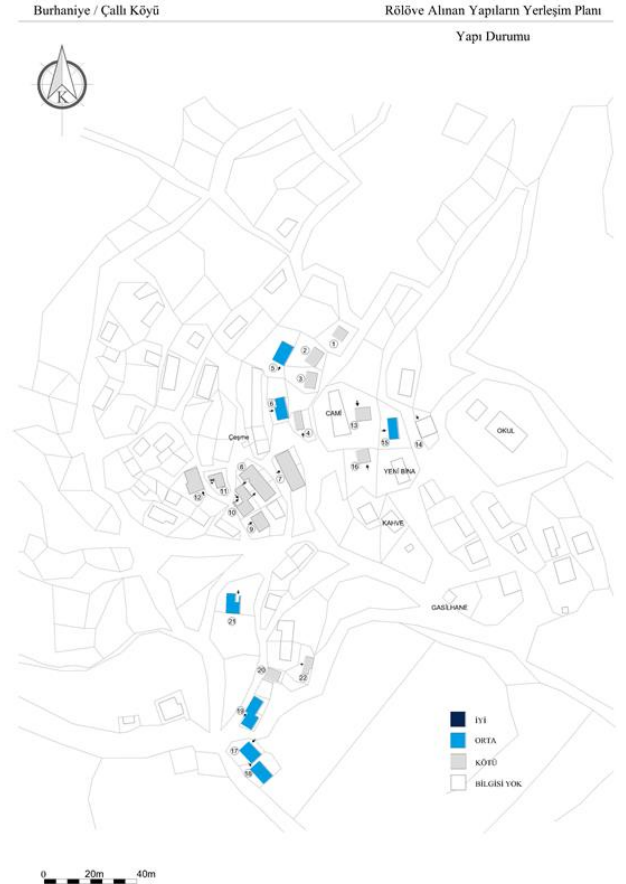 Burhaniye / Çallı Köyü
Rölöve Alınan Yapıların Yerleşim Planı
Yapı Durumu
K
1
2
3
5
6
4
CAMİ
13
15
14
OKUL
Çeşme
16
YENİ BİNA
8
7
12
11
10
9
KAHVE
21
GASİLHANE
20
22
19
17
18
İYİ
ORTA
KÖTÜ
BİLGİSİ YOK
0 20m 40m